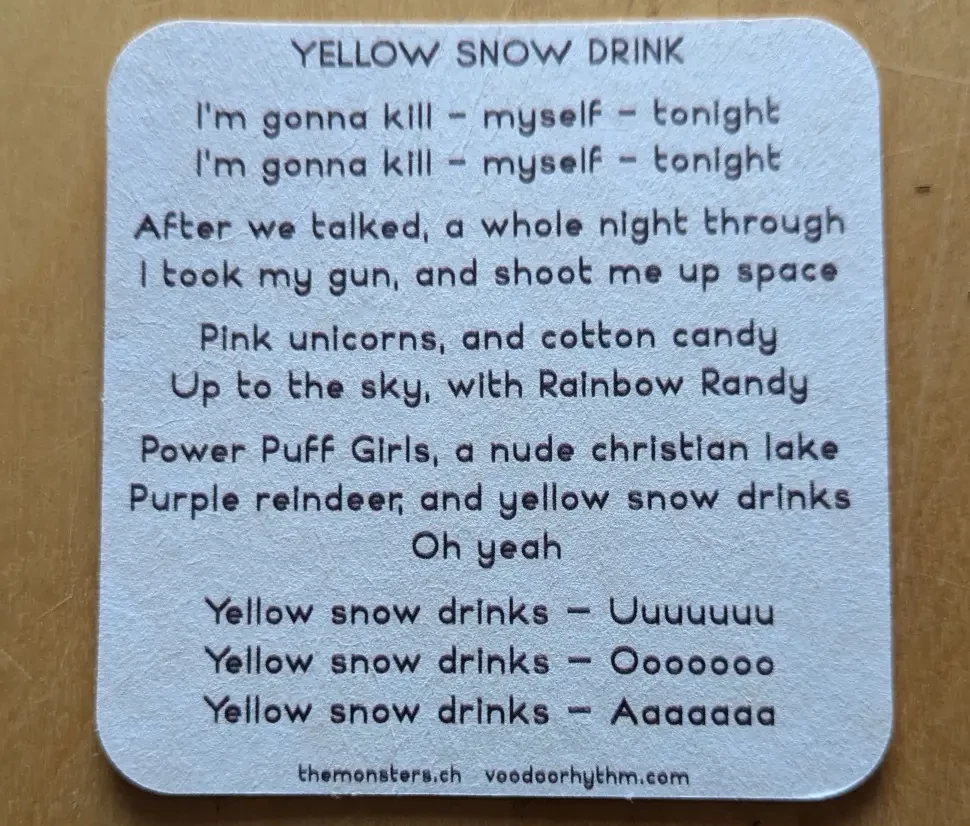 YELLOW SNOW DRINK
I'm gonna kill – myself – tonight
I'm gonna kill – myself – tonight
After we talked, a whole night through
I took my gun, and shoot me up space
Pink unicorns, and cotton candy
Up to the sky, with Rainbow Randy
Power Puff Girls, a nude christian lake
Purple reindeer, and yellow snow drinks
Oh yeah
Yellow snow drinks – Uuuuuuu
Yellow snow drinks – Ooooooo
Yellow snow drinks – Aaaaaaa
themonsters.ch voodoorhythm.com